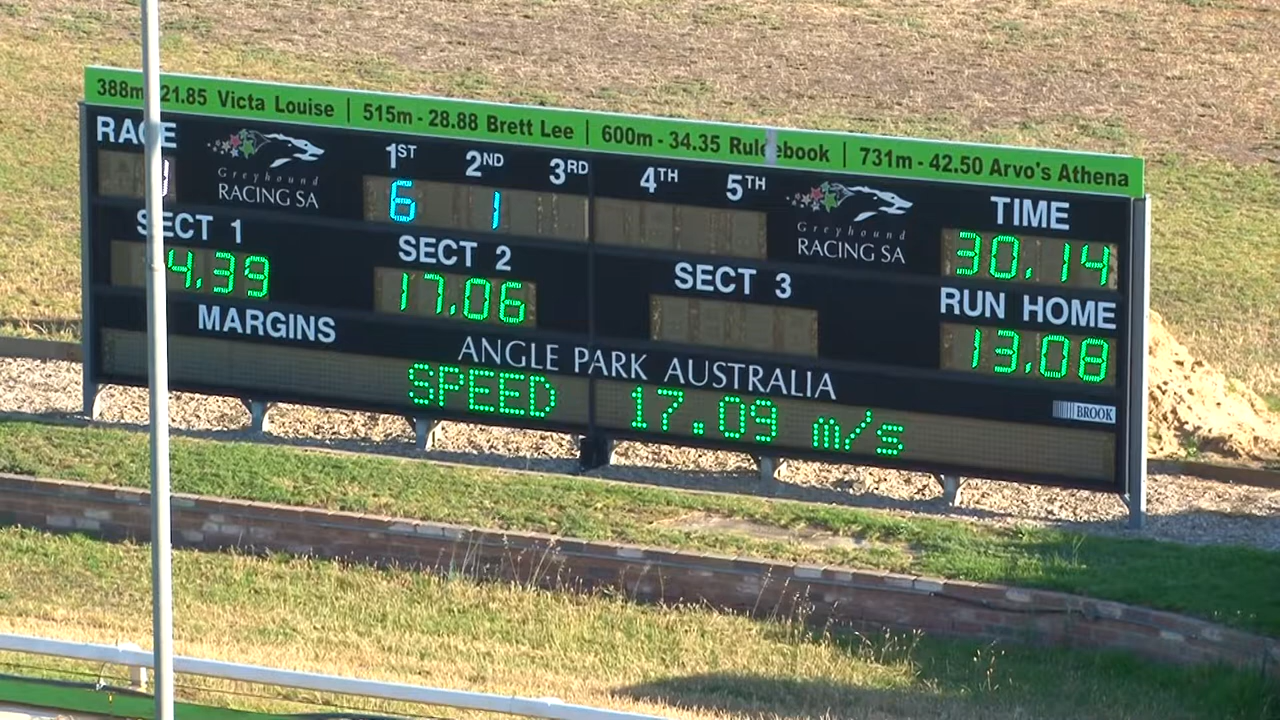 388m 21.85 Victa Louise | 515m - 28.88 Brett Lee | 600m - 34.35 Rulebook | 731m - 42.50 Arvo's Athena
RACE
Greyhound
RACING SA
1ST 2ND 3RD 4TH 5TH
6 1
Greyhound
RACING SA
TIME
30.14
SECT 1
4.39
SECT 2
17.06
SECT 3
RUN HOME
13.08
MARGINS
ANGLE PARK AUSTRALIA
BROOK
SPEED 17.09 m/s